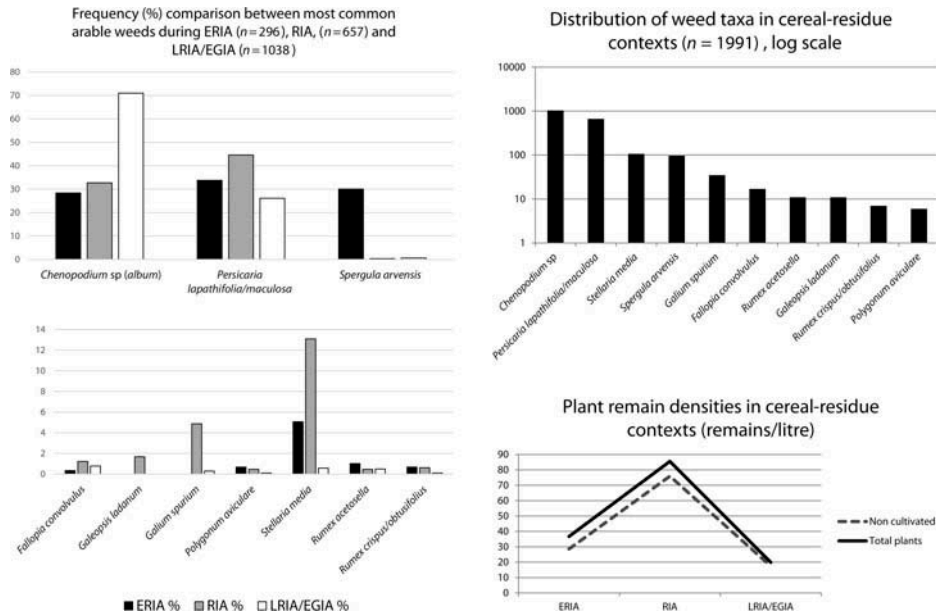 Frequency (%) comparison between most common
arable weeds during ERIA (n=296), RIA, (n=657) and
LRIA/EGIA (n=1038)
80
70
60
50
40
30
20
10
0
Chenopodium sp (album)
Persicaria
lapathifolia/maculosa
Spergula arvensis
14
12
10
8
6
4
2
0
Fallopia convolvulus
Galeopsis ladanum
Galium spurium
Polygonum aviculare
Stellaria media
Rumex acetosella
Rumex crispus/obtusifolius
ERIA % RIA % LRIA/EGIA %
Distribution of weed taxa in cereal-residue
contexts (n = 1991) , log scale
10000
1000
100
10
1
Chenopodium sp
Persicaria lapathifolia/maculosa
Stellaria media
Spergula arvensis
Galium spurium
Fallopia convolvulus
Rumex acetosella
Galeopsis ladanum
Rumex crispus/obtusifolius
Polygonum aviculare
Plant remain densities in cereal-residue
contexts (remains/litre)
90
80
70
60
50
40
30
20
10
0
ERIA RIA LRIA/EGIA
Non cultivated
Total plants